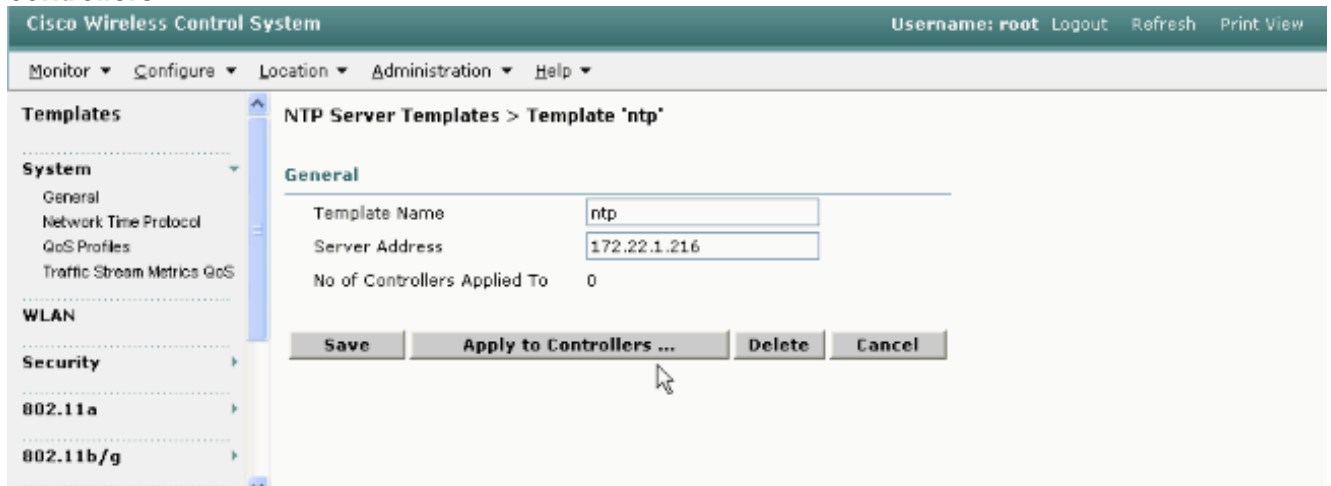 Cisco Wireless Control System
Username: root Logout Refresh Print View
Monitor Configure Location Administration Help
Templates
System
General
Network Time Protocol
QoS Profiles
Traffic Stream Metrics QoS
WLAN
Security
802.11a
802.11b/g
NTP Server Templates > Template 'ntp'
General
Template Name ntp
Server Address 172.22.1.216
No of Controllers Applied To 0
Save Apply to Controllers ... Delete Cancel